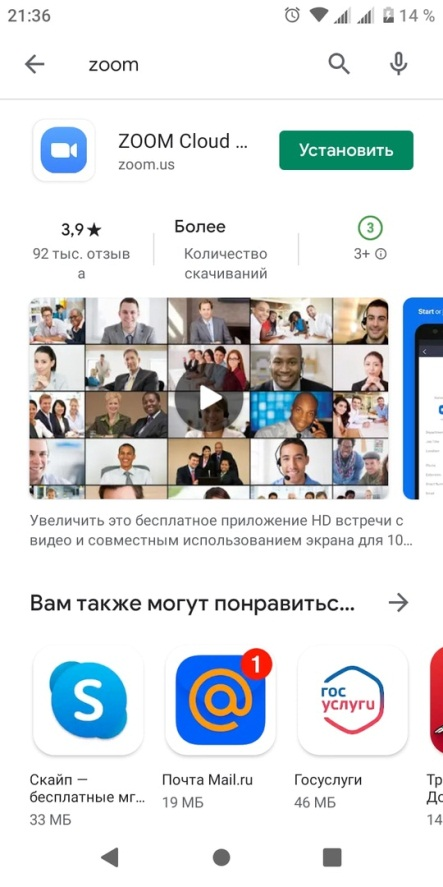 21:36
14 %
zoom
ZOOM Cloud ...
zoom.us
Установить
3,9★
92 тыс. отзыв
а
Более
Количество
скачиваний
3
3+
Start or
Увеличить это бесплатное приложение HD встречи с
видео и совместным использованием экрана для 10...
Вам также могут понравитьс...
S
@
1
гос
услуги
Скайп —
бесплатные мг...
33 МБ
Почта Mail.ru
19 МБ
Госуслуги
46 МБ
Тр
До
14